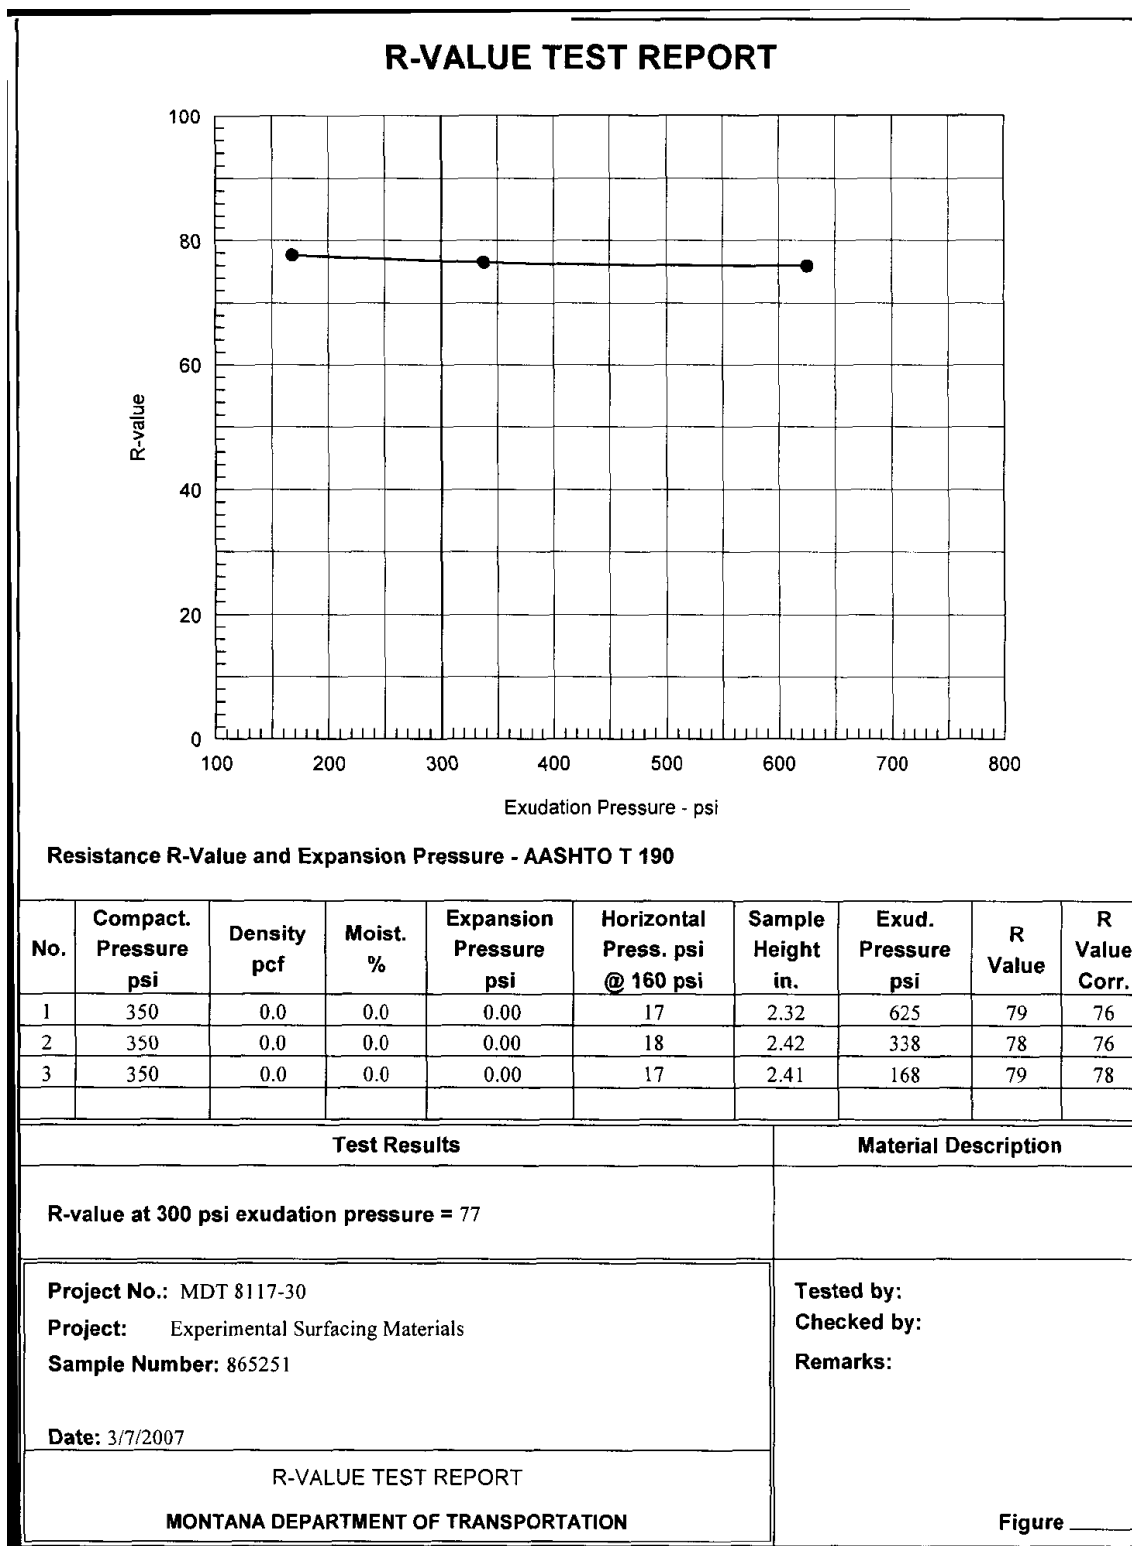 R-VALUE TEST REPORT
100
80
60
40
20
0
R-value
100 200 300 400 500 600 700 800
Exudation Pressure - psi
Resistance R-Value and Expansion Pressure - AASHTO T 190
No. Compact. Pressure psi Density pcf Moist. % Expansion Pressure psi Horizontal Press. psi @ 160 psi Sample Height in. Exud. Pressure psi R Value R Value Corr.
1 350 0.0 0.0 0.00 17 2.32 625 79 76
2 350 0.0 0.0 0.00 18 2.42 338 78 76
3 350 0.0 0.0 0.00 17 2.41 168 79 78
Test Results Material Description
R-value at 300 psi exudation pressure = 77
Project No.: MDT 8117-30
Project: Experimental Surfacing Materials
Sample Number: 865251
Date: 3/7/2007
Tested by:
Checked by:
Remarks:
R-VALUE TEST REPORT
MONTANA DEPARTMENT OF TRANSPORTATION
Figure ____